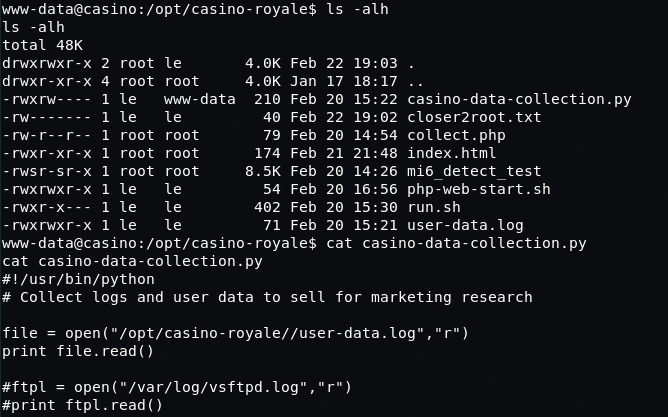 www-data@casino:/opt/casino-royale$ ls -alh
ls -alh
total 48K
drwxrwxr-x 2 root le       4.0K Feb 22 19:03 .
drwxr-xr-x 4 root root     4.0K Jan 17 18:17 ..
-rwxrw---- 1 le   www-data  210 Feb 20 15:22 casino-data-collection.py
-rw------- 1 le   le         40 Feb 22 19:02 closer2root.txt
-rw-r--r-- 1 root root       79 Feb 20 14:54 collect.php
-rwxr-xr-x 1 root root      174 Feb 21 21:48 index.html
-rwsr-sr-x 1 root root     8.5K Feb 20 14:26 mi6_detect_test
-rwxrwxr-x 1 le   le         54 Feb 20 16:56 php-web-start.sh
-rwxr-x--- 1 le   le        402 Feb 20 15:30 run.sh
-rwxrwxr-x 1 le   le         71 Feb 20 15:21 user-data.log
www-data@casino:/opt/casino-royale$ cat casino-data-collection.py
cat casino-data-collection.py
#!/usr/bin/python
# Collect logs and user data to sell for marketing research
file = open("/opt/casino-royale//user-data.log","r")
print file.read()
#ftpl = open("/var/log/vsftpd.log","r")
#print ftpl.read()